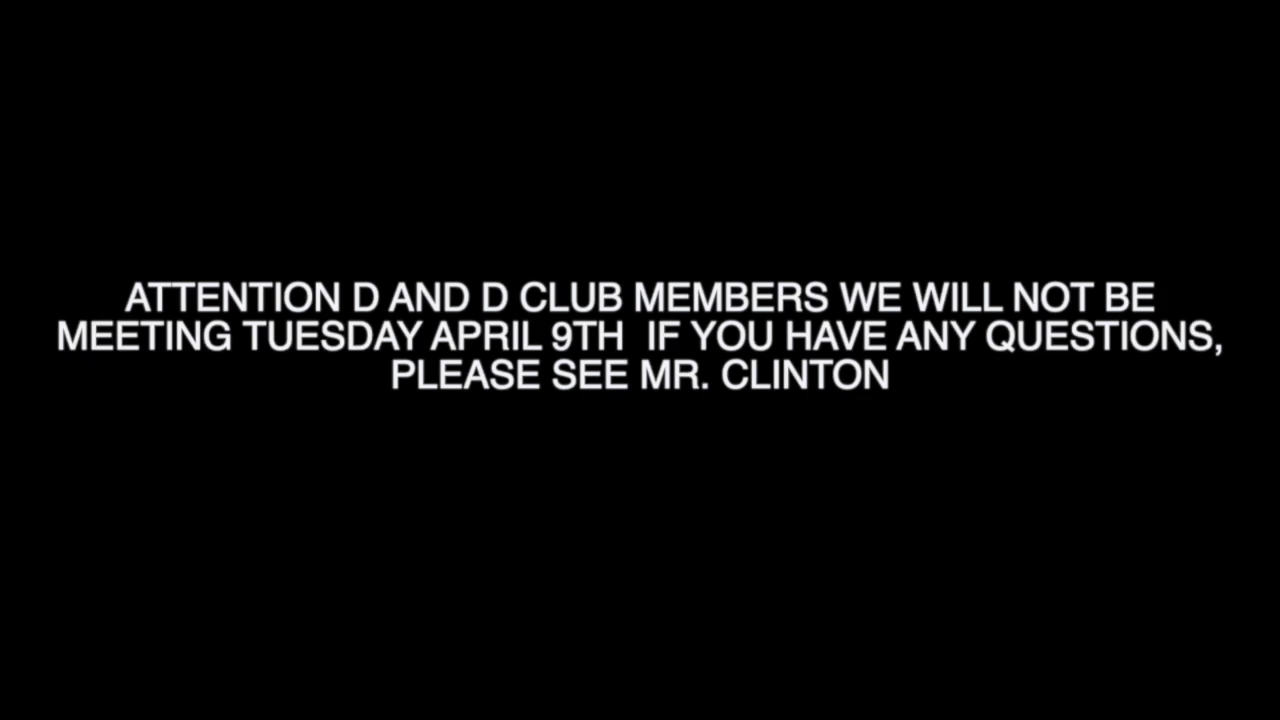 ATTENTION D AND D CLUB MEMBERS WE WILL NOT BE
MEETING TUESDAY APRIL 9TH  IF YOU HAVE ANY QUESTIONS,
PLEASE SEE MR. CLINTON